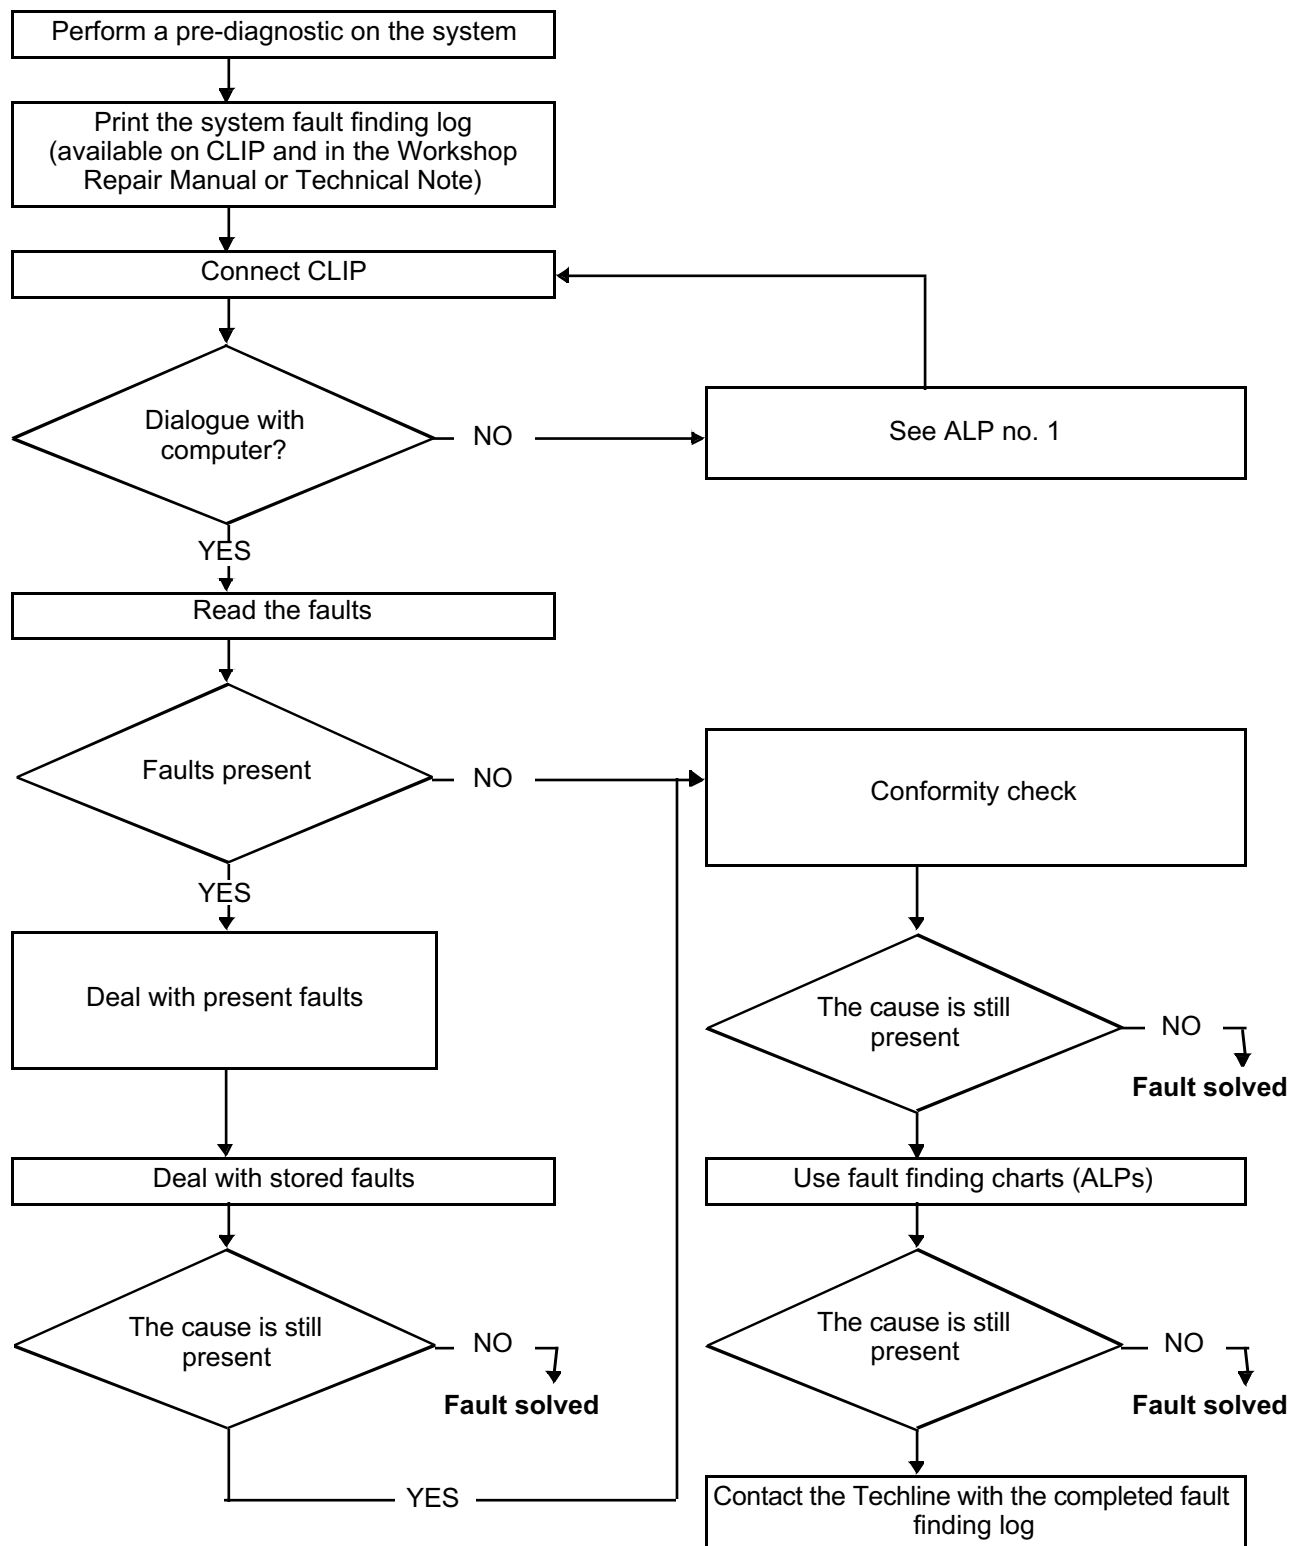 Perform a pre-diagnostic on the system
Print the system fault finding log
(available on CLIP and in the Workshop
Repair Manual or Technical Note)
Connect CLIP
Dialogue with
computer?
NO
See ALP no. 1
YES
Read the faults
Faults present
NO
Conformity check
YES
Deal with present faults
The cause is still
present
NO
Fault solved
Deal with stored faults
Use fault finding charts (ALPs)
The cause is still
present
NO
Fault solved
The cause is still
present
NO
Fault solved
YES
Contact the Techline with the completed fault
finding log